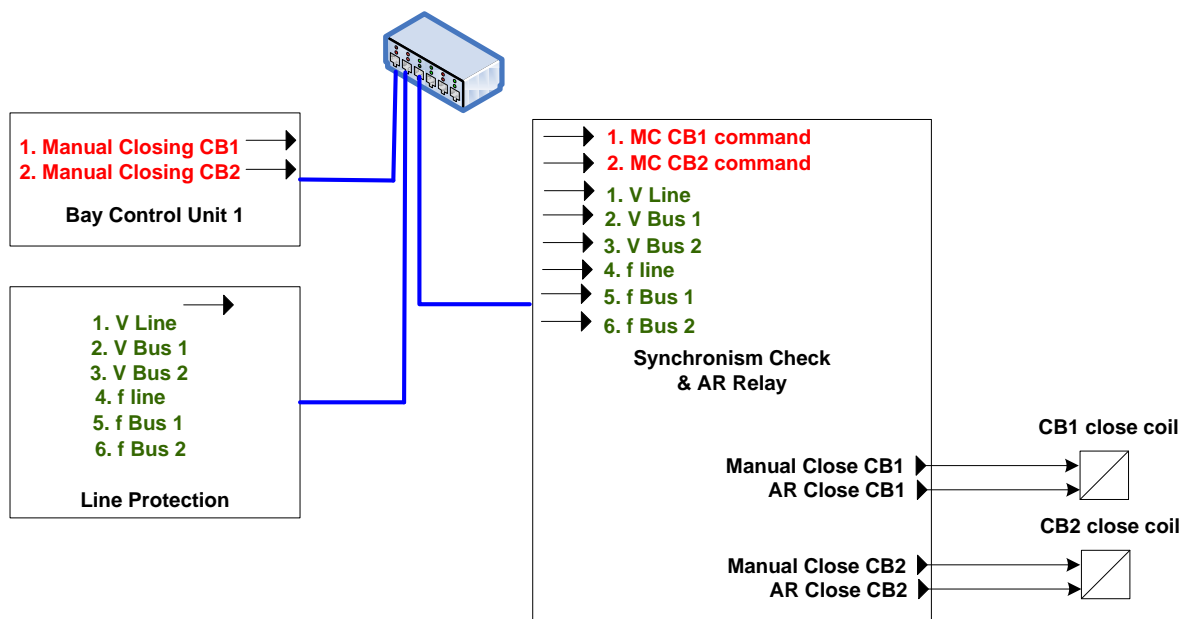 1. Manual Closing CB1
2. Manual Closing CB2
Bay Control Unit 1
1. V Line
2. V Bus 1
3. V Bus 2
4. f line
5. f Bus 1
6. f Bus 2
Line Protection
1. MC CB1 command
2. MC CB2 command
1. V Line
2. V Bus 1
3. V Bus 2
4. f line
5. f Bus 1
6. f Bus 2
Synchronism Check
& AR Relay
Manual Close CB1
AR Close CB1
Manual Close CB2
AR Close CB2
CB1 close coil
CB2 close coil